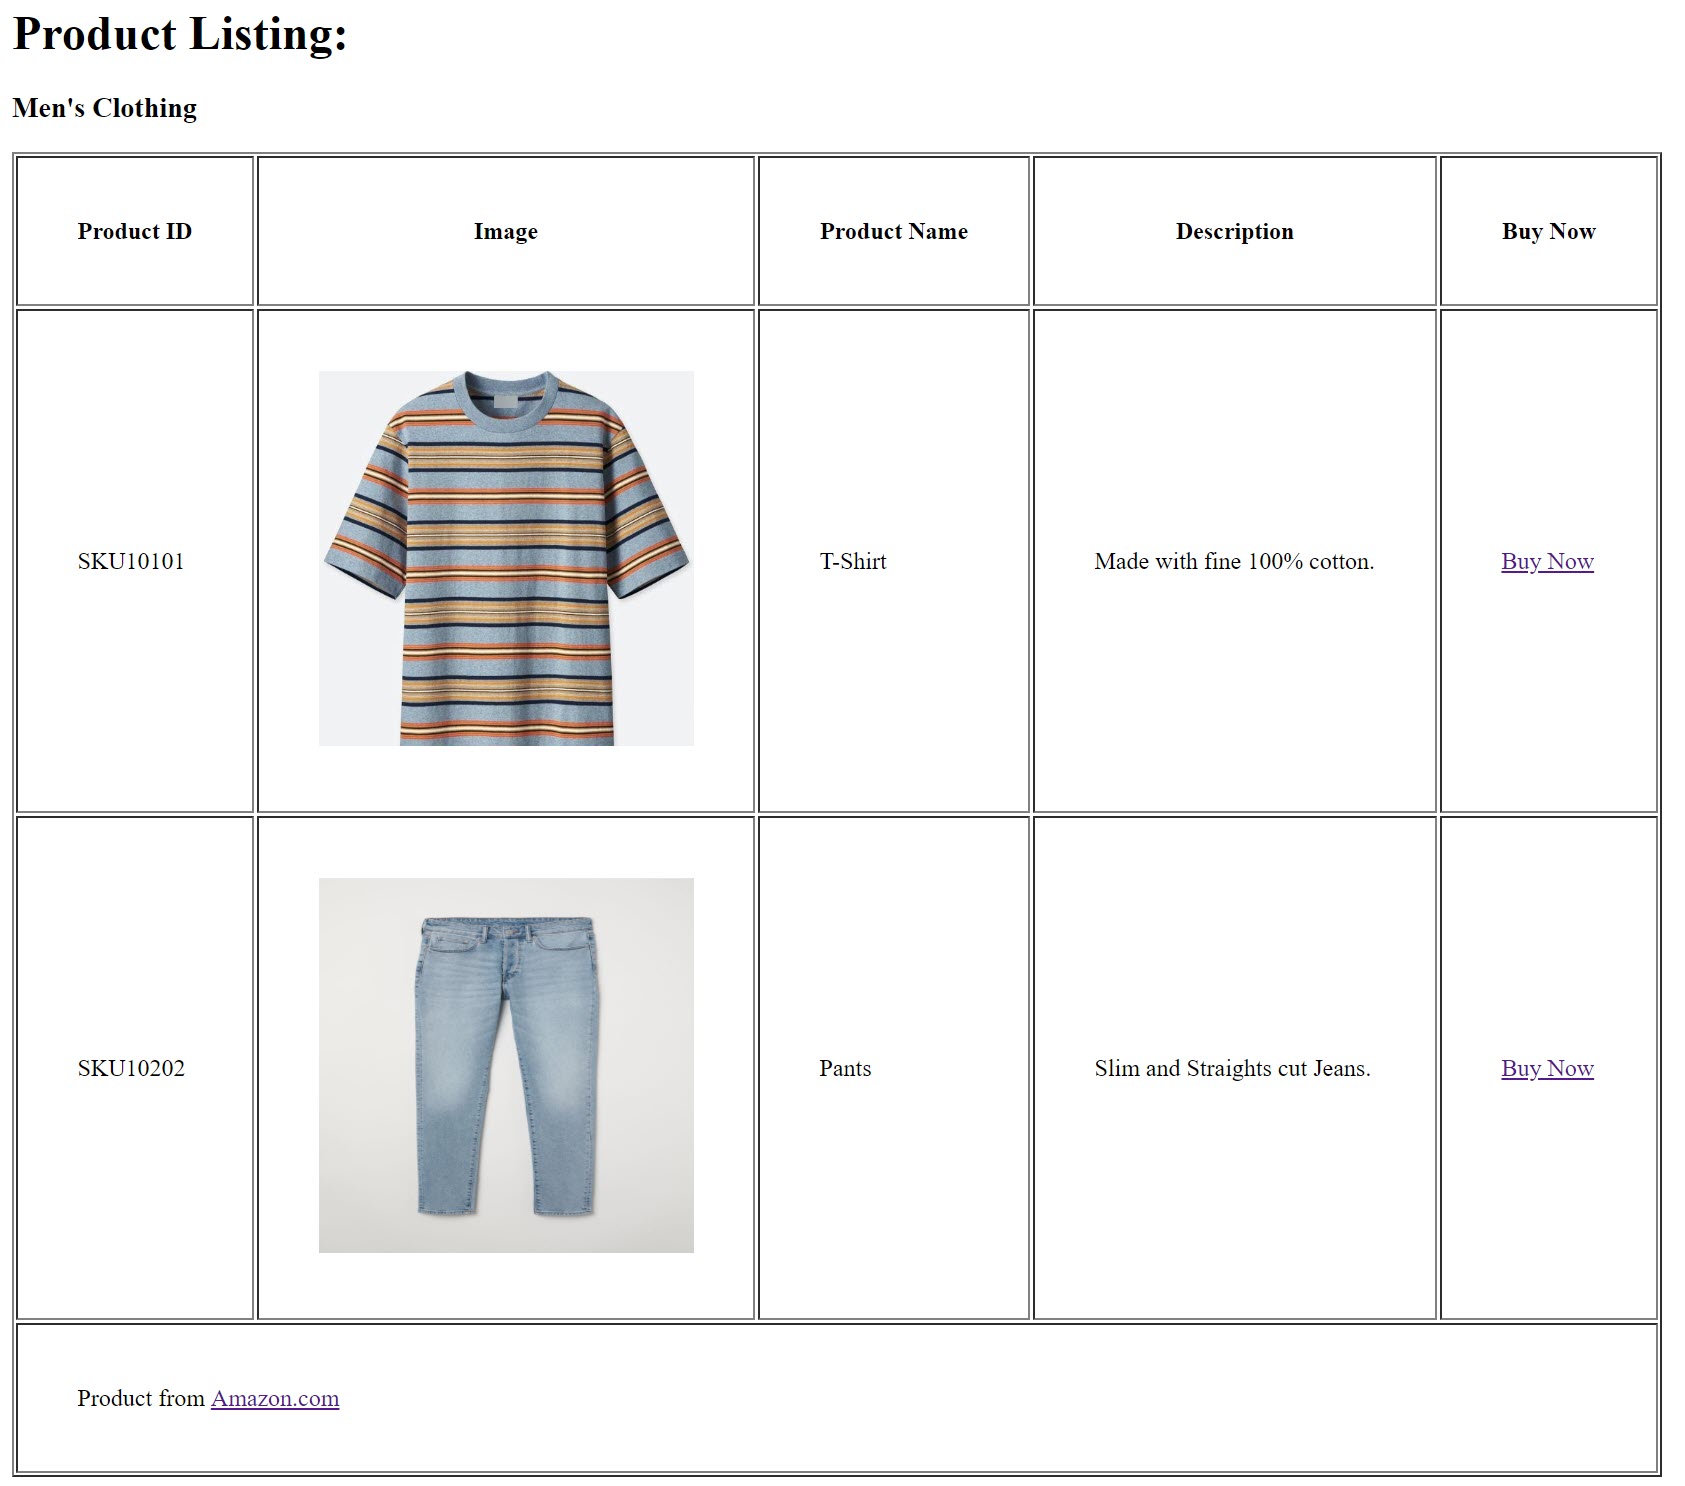 Product Listing:
Men's Clothing
Product ID Image Product Name Description Buy Now
SKU10101 T-Shirt Made with fine 100% cotton. Buy Now
SKU10202 Pants Slim and Straights cut Jeans. Buy Now
Product from Amazon.com